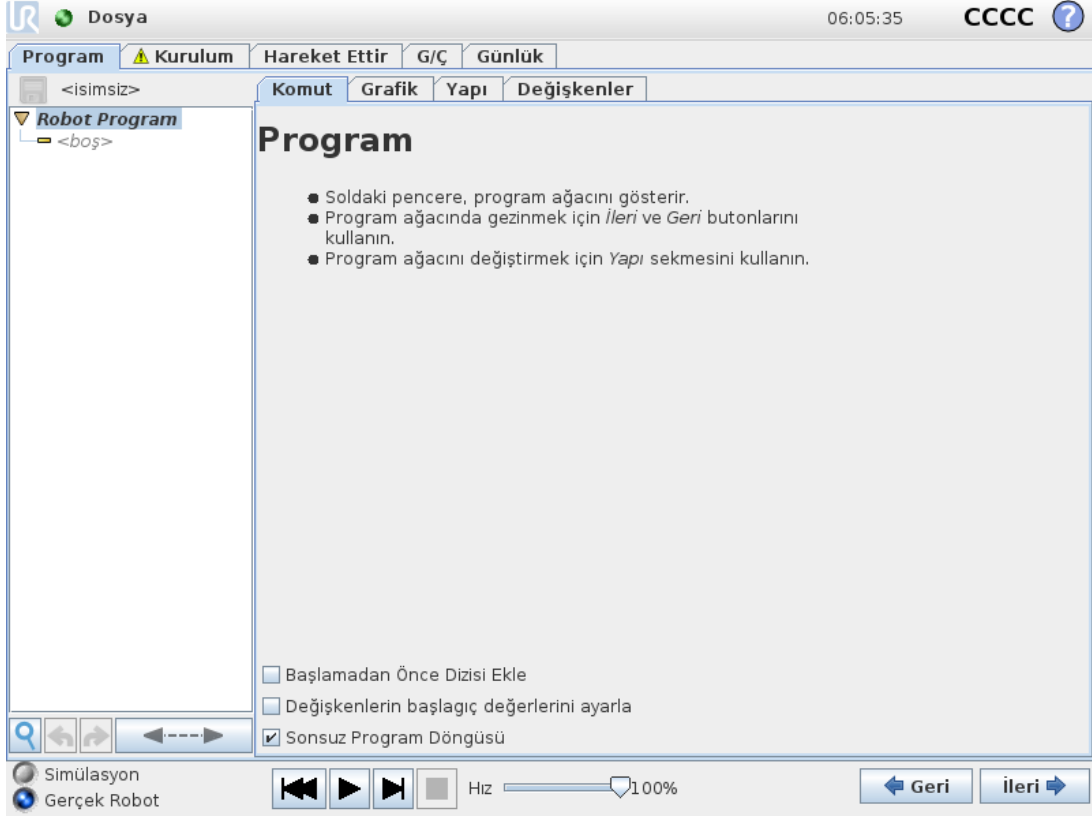 UR Dosya 06:05:35 CCCC ?
Program Kurulum Hareket Ettir G/Ç Günlük
<isimsiz> Komut Grafik Yapı Değişkenler
Robot Program
<boş>
Program
Soldaki pencere, program ağacını gösterir.
Program ağacında gezinmek için İleri ve Geri butonlarını
kullanın.
Program ağacını değiştirmek için Yapı sekmesini kullanın.
Başlamadan Önce Dizisi Ekle
Değişkenlerin başlagıç değerlerini ayarla
Sonsuz Program Döngüsü
Simülasyon
Gerçek Robot
Hız 100%
Geri İleri